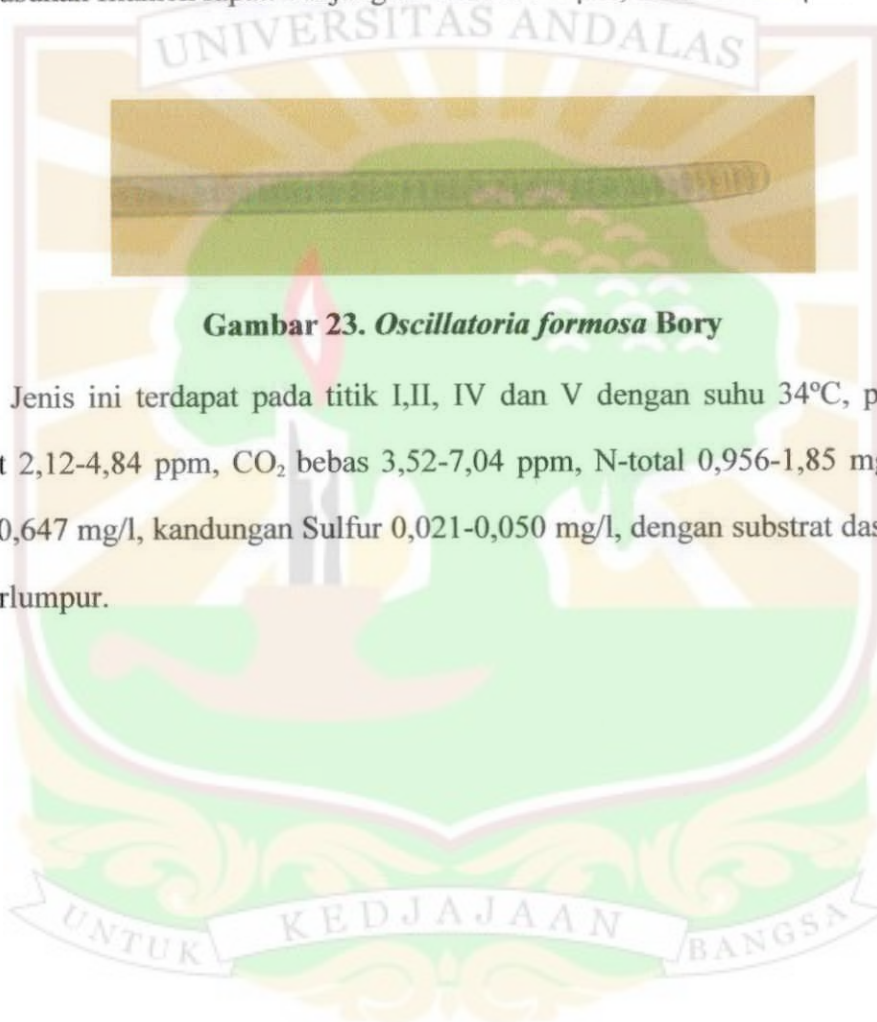 UNIVERSITAS ANDALAS
Gambar 23. Oscillatoria formosa Bory
Jenis ini terdapat pada titik I,II, IV dan V dengan suhu 34ºC, p
t 2,12-4,84 ppm, CO₂ bebas 3,52-7,04 ppm, N-total 0,956-1,85 m
0,647 mg/l, kandungan Sulfur 0,021-0,050 mg/l, dengan substrat das
rlumpur.
UNTUK KEDJAJAAN BANGSA